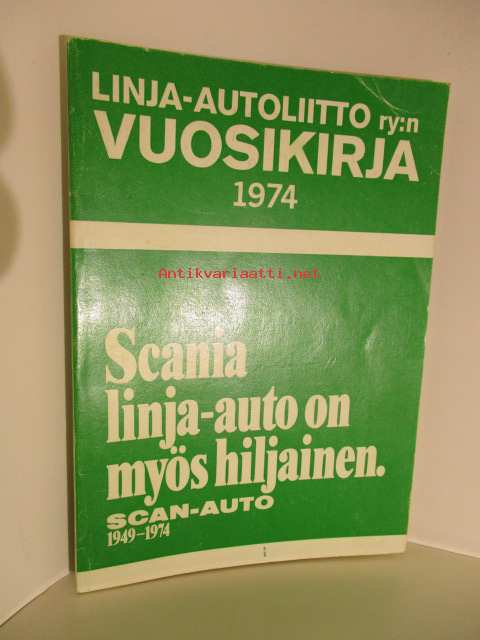 LINJA-AUTOLIITTO ry:n
VUOSIKIRJA
1974
Antikvariaatti.net
Scania
linja-auto on
myös hiljainen.
SCAN-AUTO
1949-1974